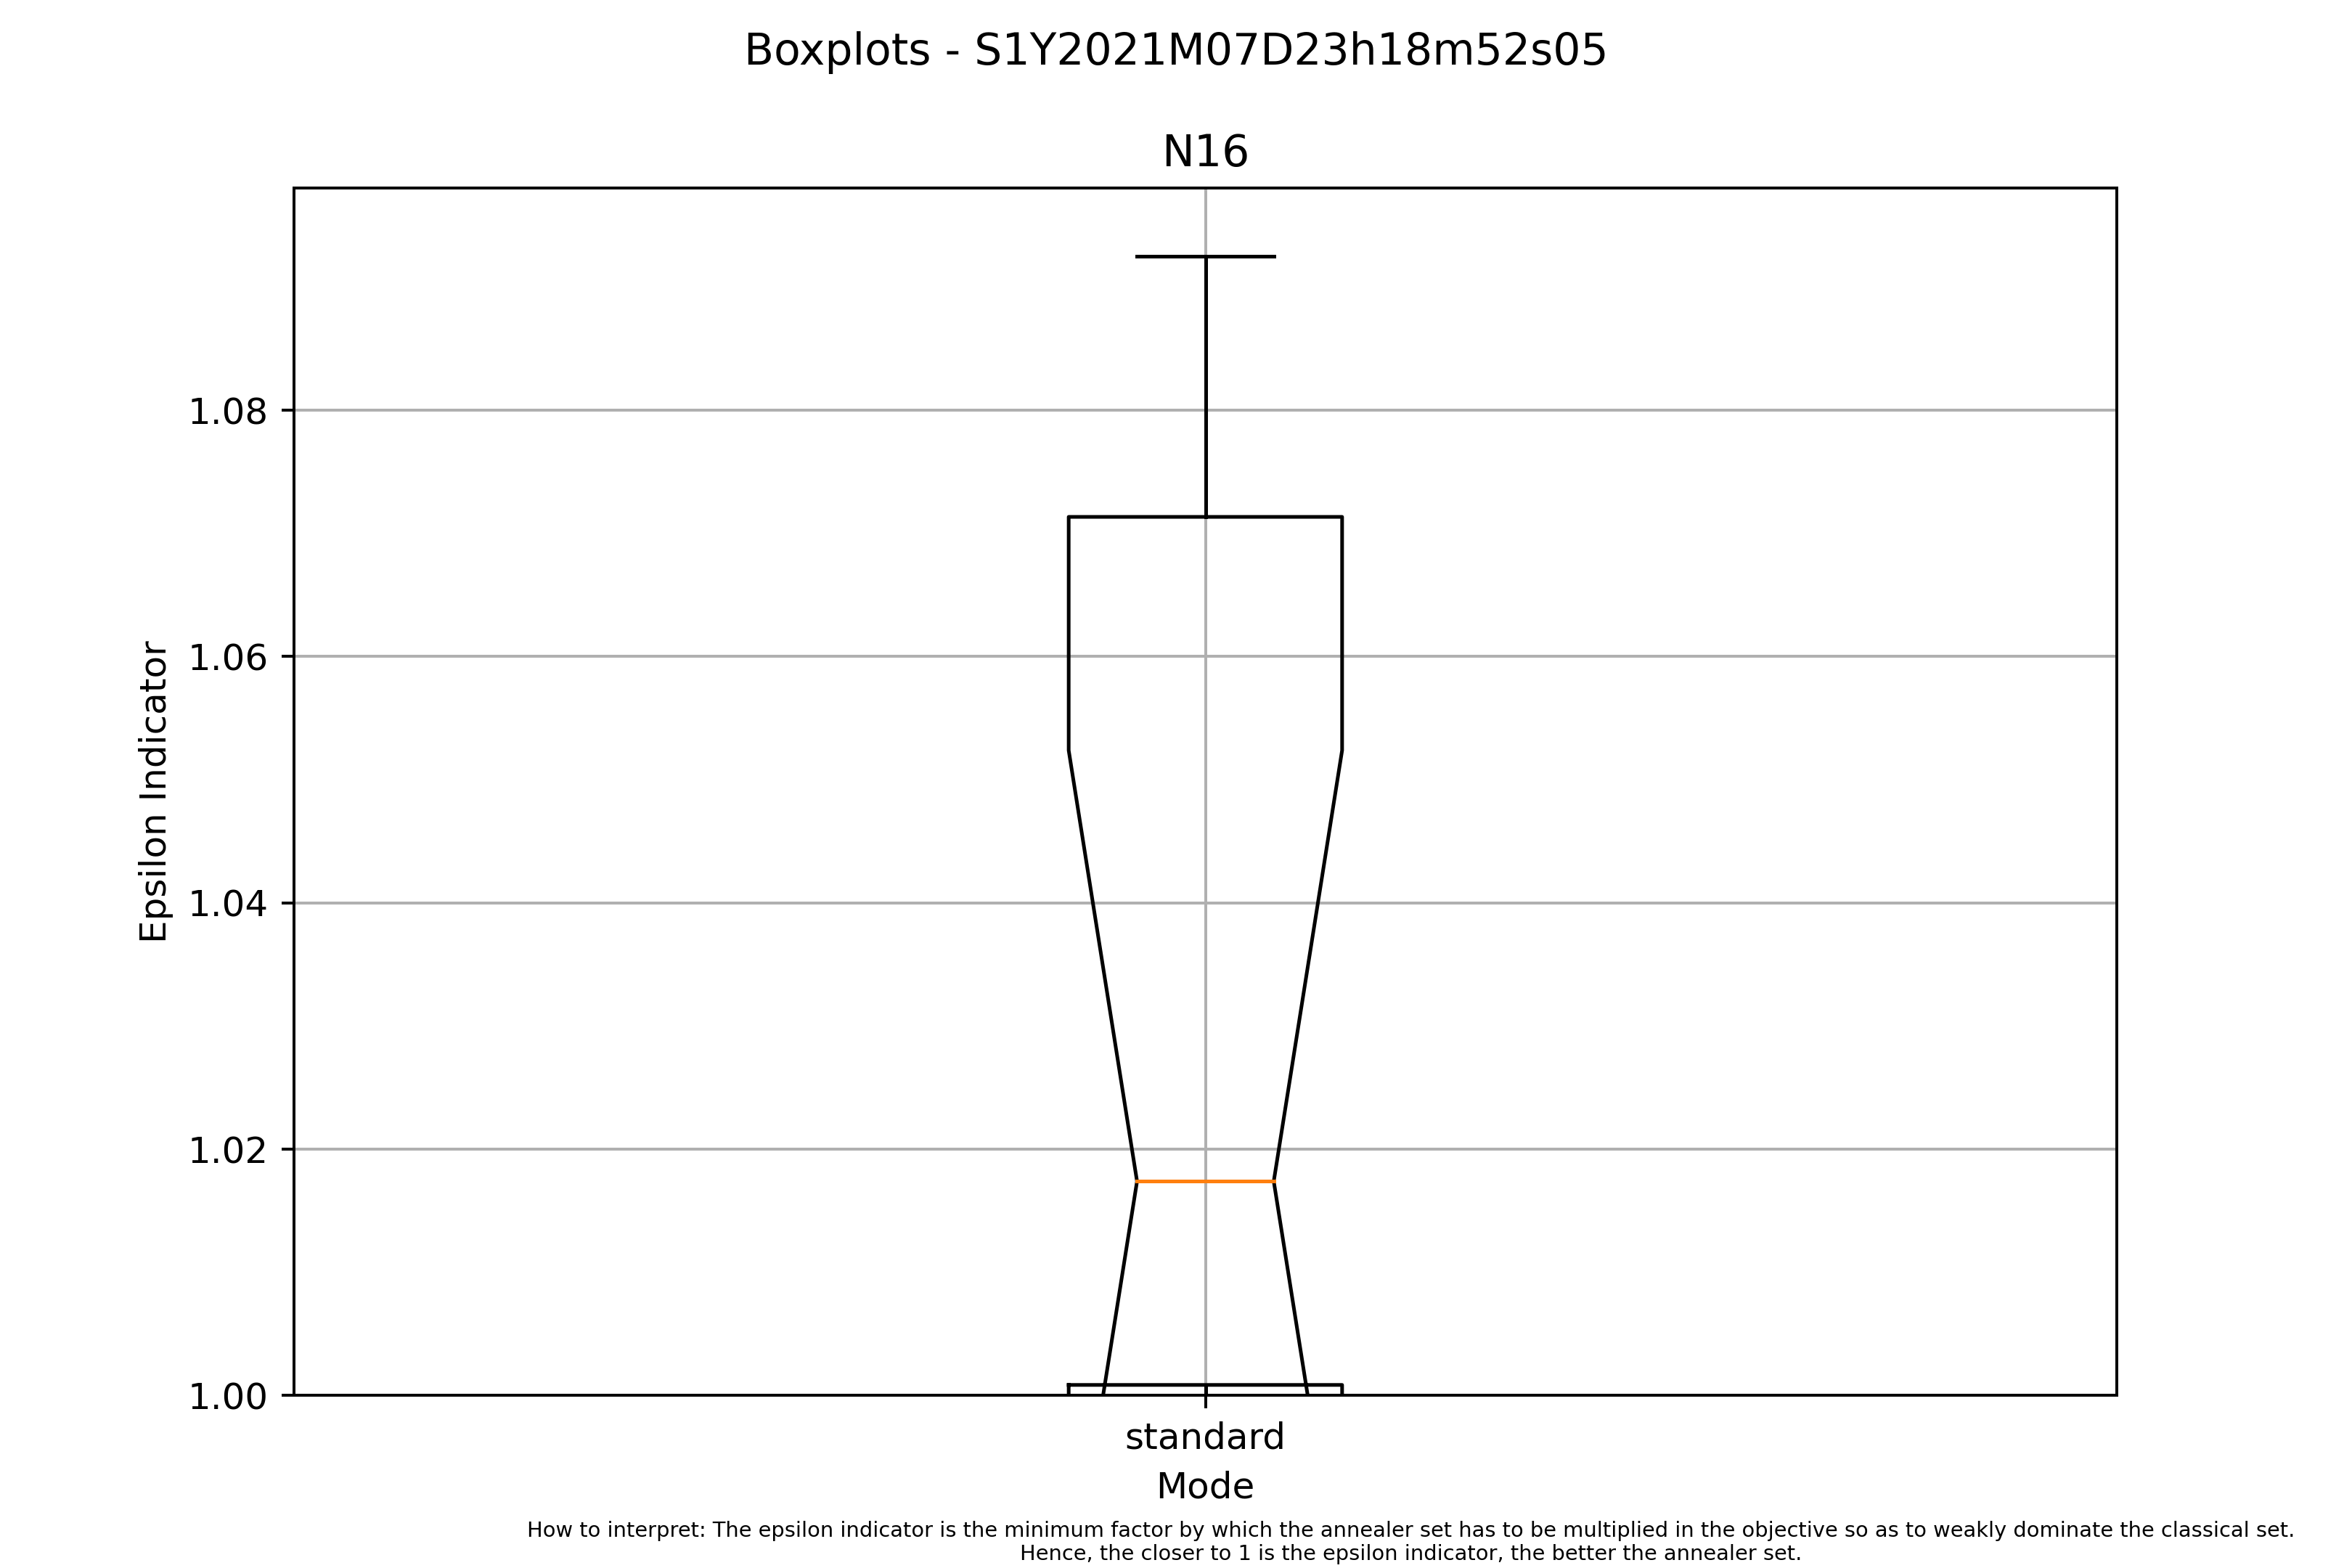 Boxplots - S1Y2021M07D23h18m52s05
N16
Epsilon Indicator
1.08
1.06
1.04
1.02
1.00
standard
Mode
How to interpret: The epsilon indicator is the minimum factor by which the annealer set has to be multiplied in the objective so as to weakly dominate the classical set.
Hence, the closer to 1 is the epsilon indicator, the better the annealer set.